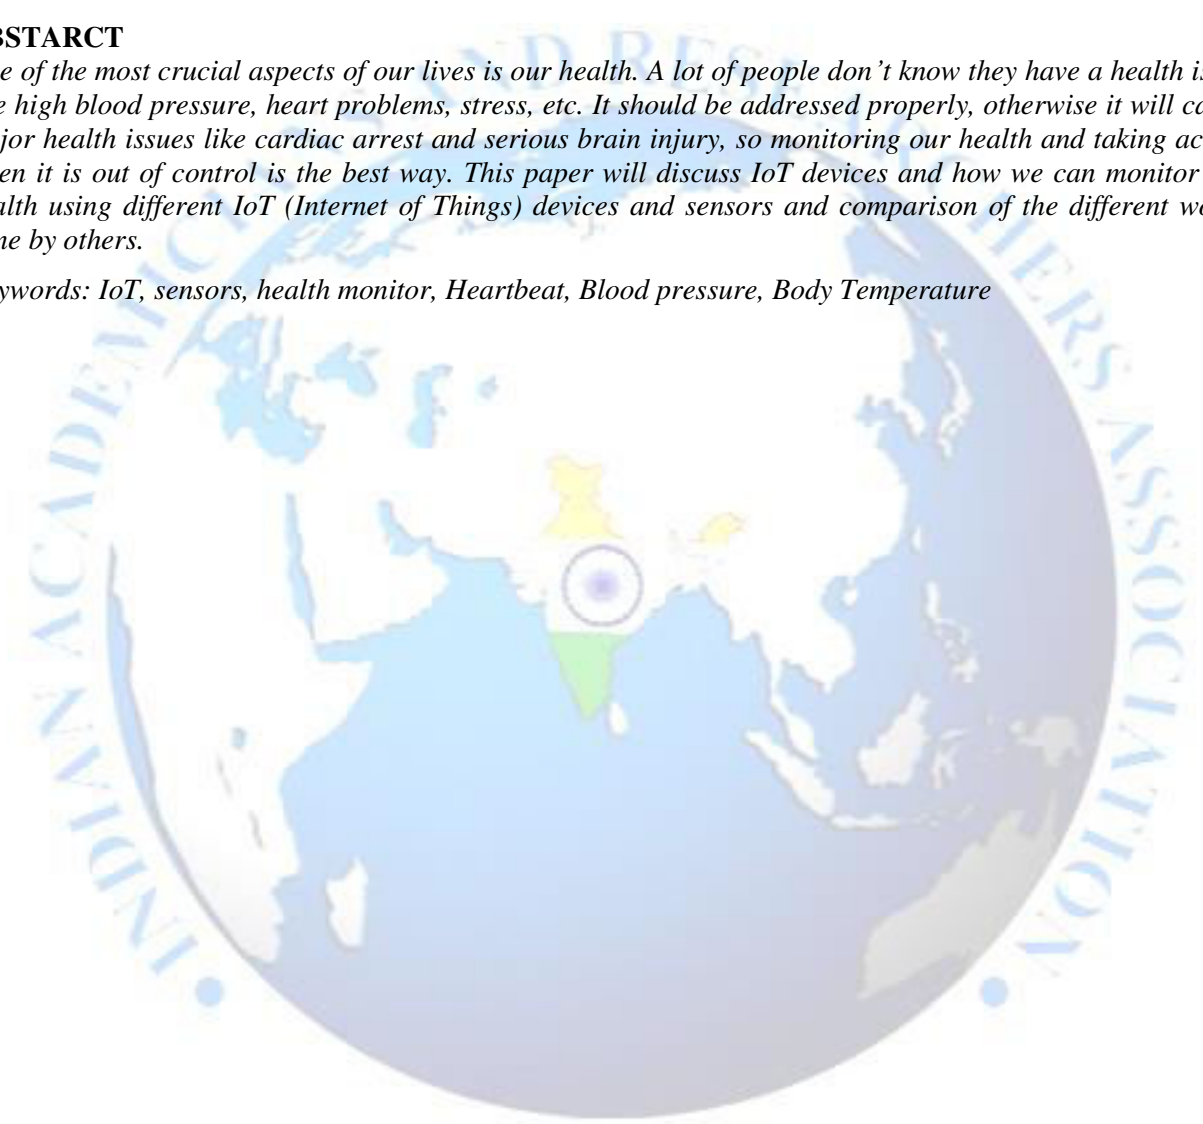 BSTARCT
e of the most crucial aspects of our lives is our health. A lot of people don’t know they have a health is
e high blood pressure, heart problems, stress, etc. It should be addressed properly, otherwise it will ca
jor health issues like cardiac arrest and serious brain injury, so monitoring our health and taking ac
en it is out of control is the best way. This paper will discuss IoT devices and how we can monitor
alth using different IoT (Internet of Things) devices and sensors and comparison of the different wo
ne by others.
ywords: IoT, sensors, health monitor, Heartbeat, Blood pressure, Body Temperature
INDIAN ACADEMICIANS AND RESEARCHERS ASSOCIATION